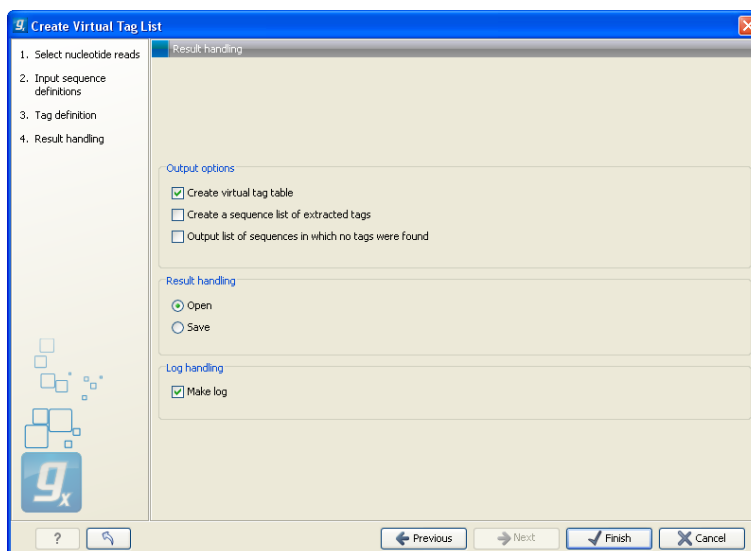 Create Virtual Tag List
1. Select nucleotide reads
2. Input sequence
definitions
3. Tag definition
4. Result handling
Result handling
Output options
Create virtual tag table
Create a sequence list of extracted tags
Output list of sequences in which no tags were found
Result handling
Open
Save
Log handling
Make log
gx
?
Previous
Next
Finish
Cancel